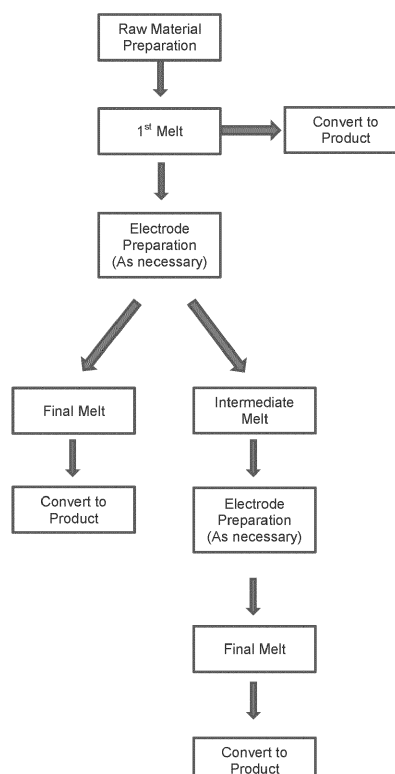 Raw Material
Preparation
1st Melt
Convert to
Product
Electrode
Preparation
(As necessary)
Final Melt
Intermediate
Melt
Convert to
Product
Electrode
Preparation
(As necessary)
Final Melt
Convert to
Product